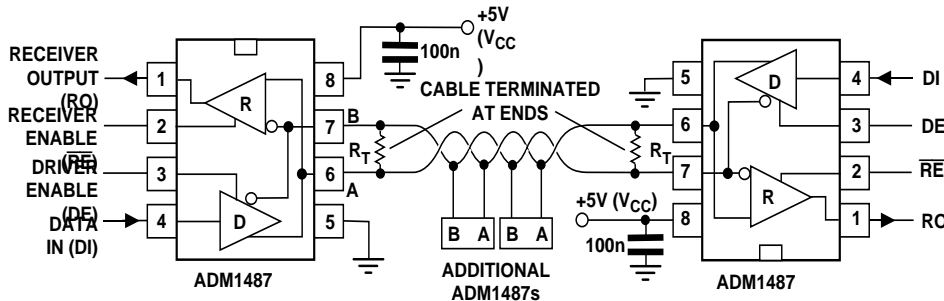 RECEIVER
OUTPUT
(RO)
RECEIVER
ENABLE
(RE)
DRIVER
ENABLE
(DE)
DATA
IN (DI)
1
2
3
4
8
7
6
5
R
D
ADM1487
+5V
(VCC
)
100n
CABLE TERMINATED
AT ENDS
B
A
RT
RT
B A
B A
ADDITIONAL
ADM1487s
+5V (VCC)
100n
5
6
7
8
4
3
2
1
D
R
ADM1487
DI
DE
RE
RO